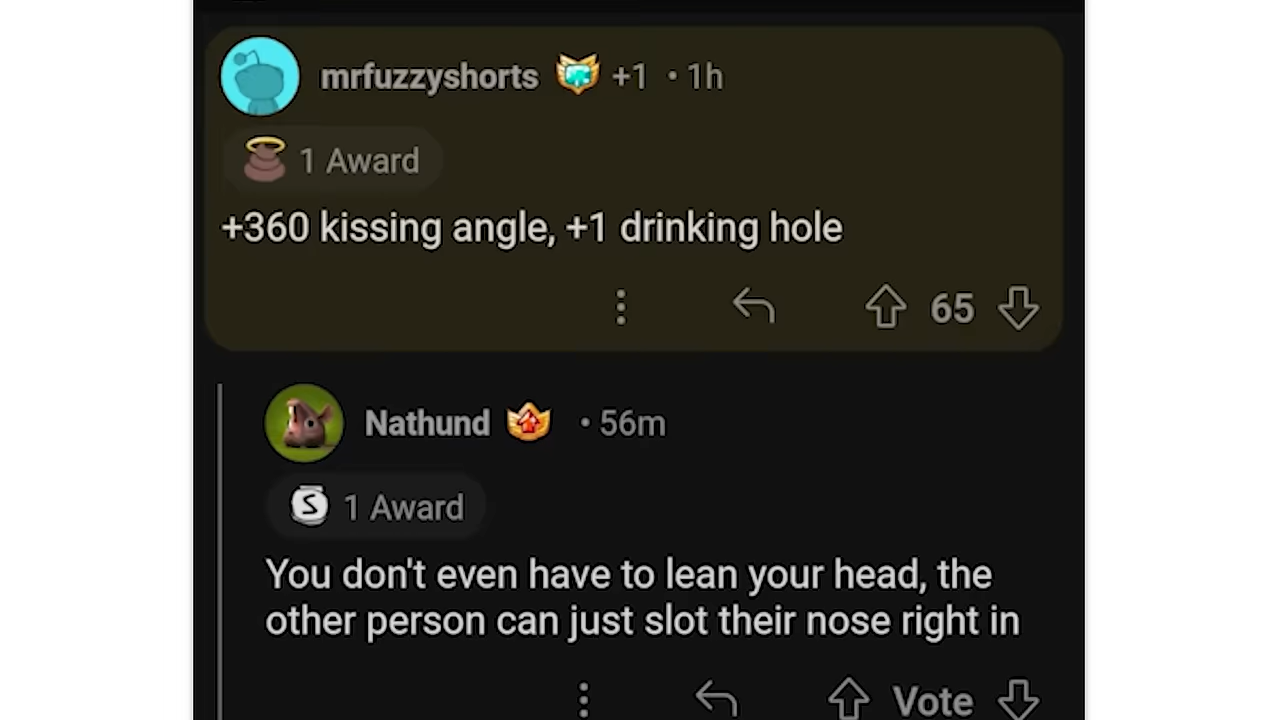 mrfuzzyshorts +1 • 1h
1 Award
+360 kissing angle, +1 drinking hole
65
Nathund • 56m
S 1 Award
You don't even have to lean your head, the
other person can just slot their nose right in
Vote